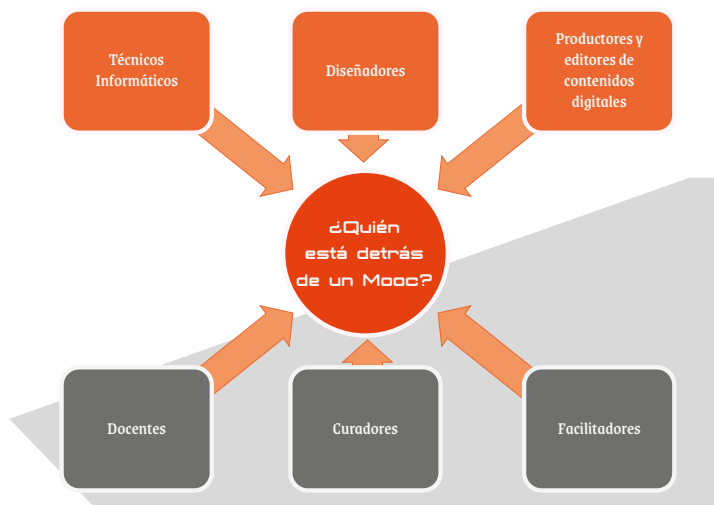 Técnicos
Informáticos
Diseñadores
Productores y
editores de
contenidos
digitales
¿Quién
está detrás
de un Mooc?
Docentes
Curadores
Facilitadores